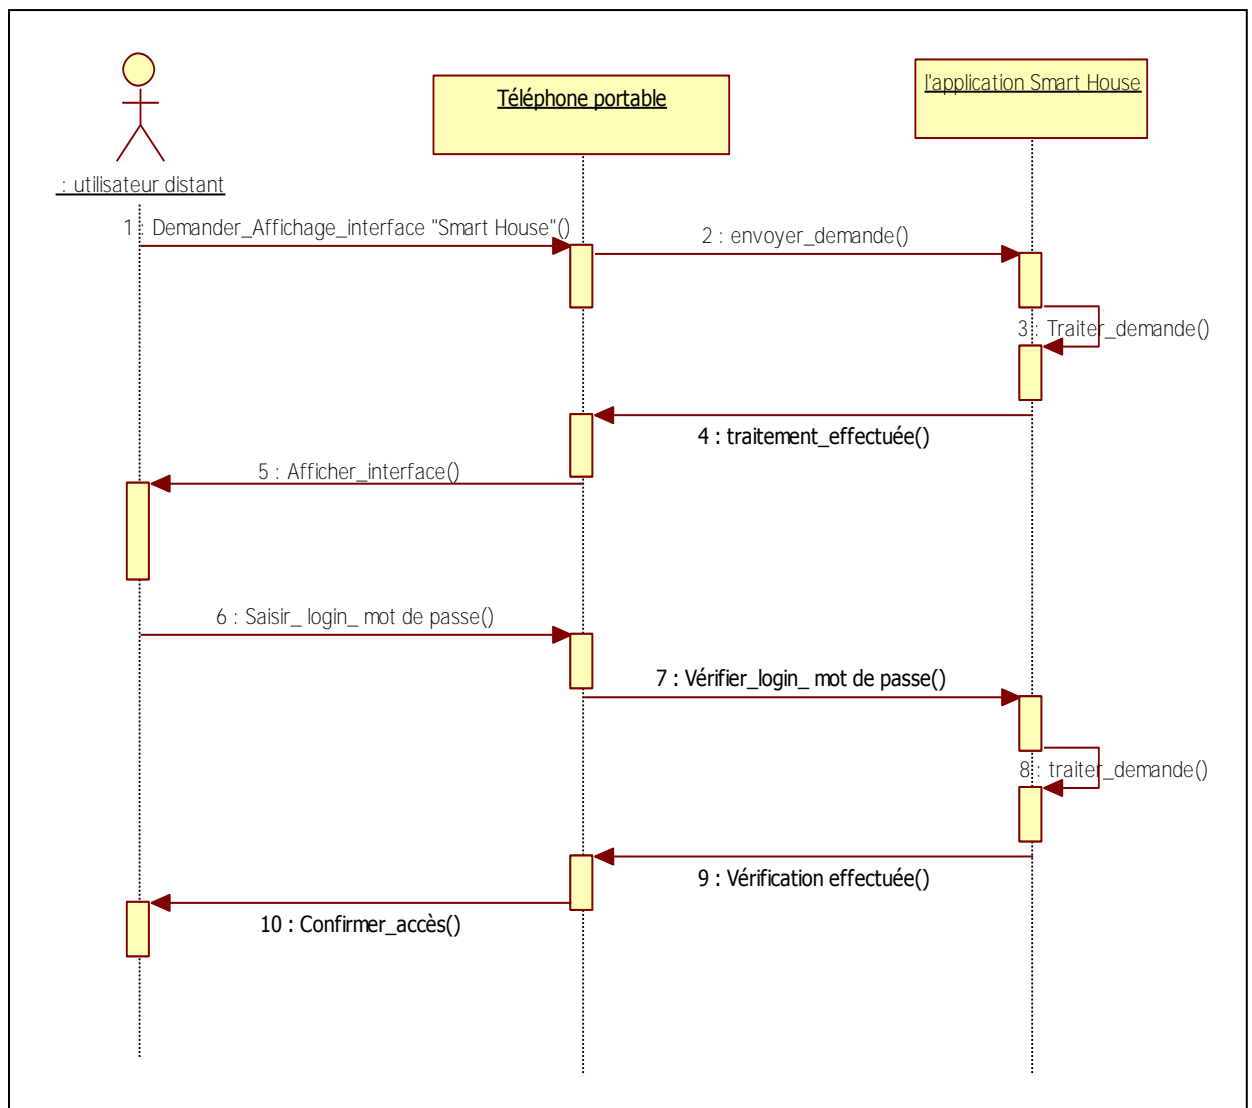 Téléphone portable
l'application Smart House
: utilisateur distant
1 : Demander_Affichage_interface "Smart House"()
2 : envoyer_demande()
3 : Traiter_demande()
4 : traitement_effectuée()
5 : Afficher_interface()
6 : Saisir_ login_ mot de passe()
7 : Vérifier_login_ mot de passe()
8 : traiter_demande()
9 : Vérification effectuée()
10 : Confirmer_accès()